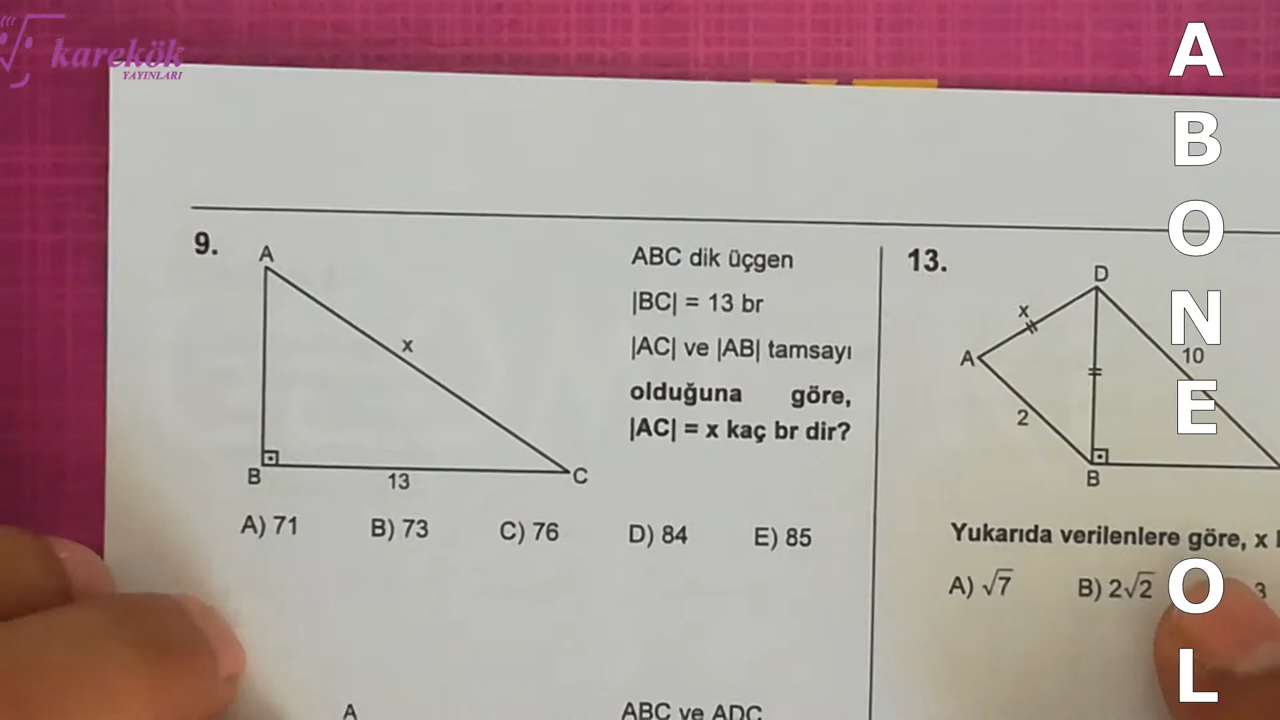 karekök
YAYINLARI
A
B
O
N
E
O
L
9.
A
x
B
13
C
ABC dik üçgen
|BC| = 13 br
|AC| ve |AB| tamsayı
olduğuna göre,
|AC| = x kaç br dir?
A) 71 B) 73 C) 76 D) 84 E) 85
A
ABC ve ADC
13.
D
x
A
10
2
B
Yukarıda verilenlere göre, x
A) √7 B) 2√2 3